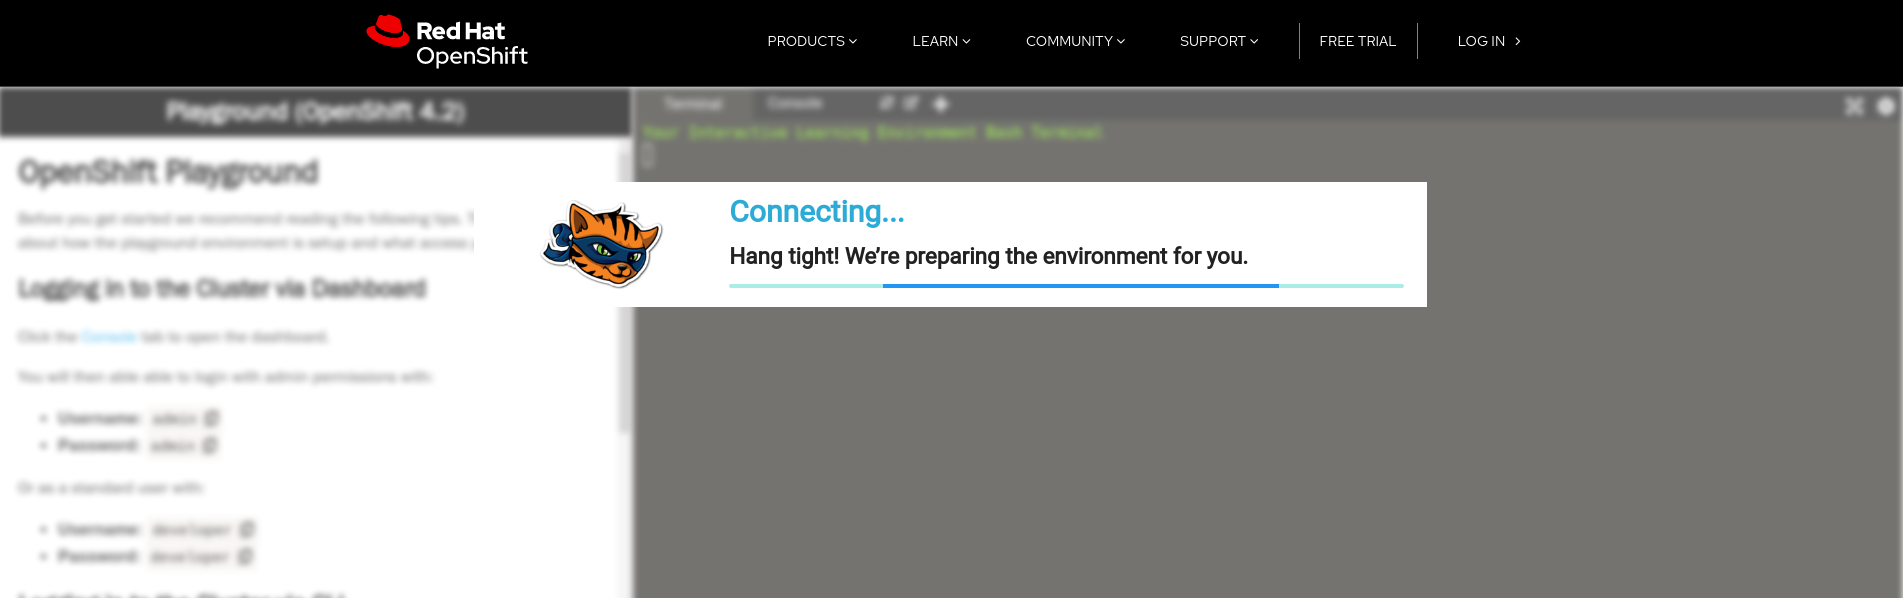 Red Hat
OpenShift
PRODUCTS
LEARN
COMMUNITY
SUPPORT
FREE TRIAL
LOG IN
Playground (OpenShift 4.2)
Terminal
Console
Your Interactive Learning Environment Bash Terminal
OpenShift Playground
Before you get started we recommend reading the following tips.
about how the playground environment is setup and what access
Connecting...
Hang tight! We’re preparing the environment for you.
Logging in to the Cluster via Dashboard
Click the Console tab to open the dashboard.
You will then able able to login with admin permissions with:
Username: admin
Password: admin
Or as a standard user with:
Username: developer
Password: developer